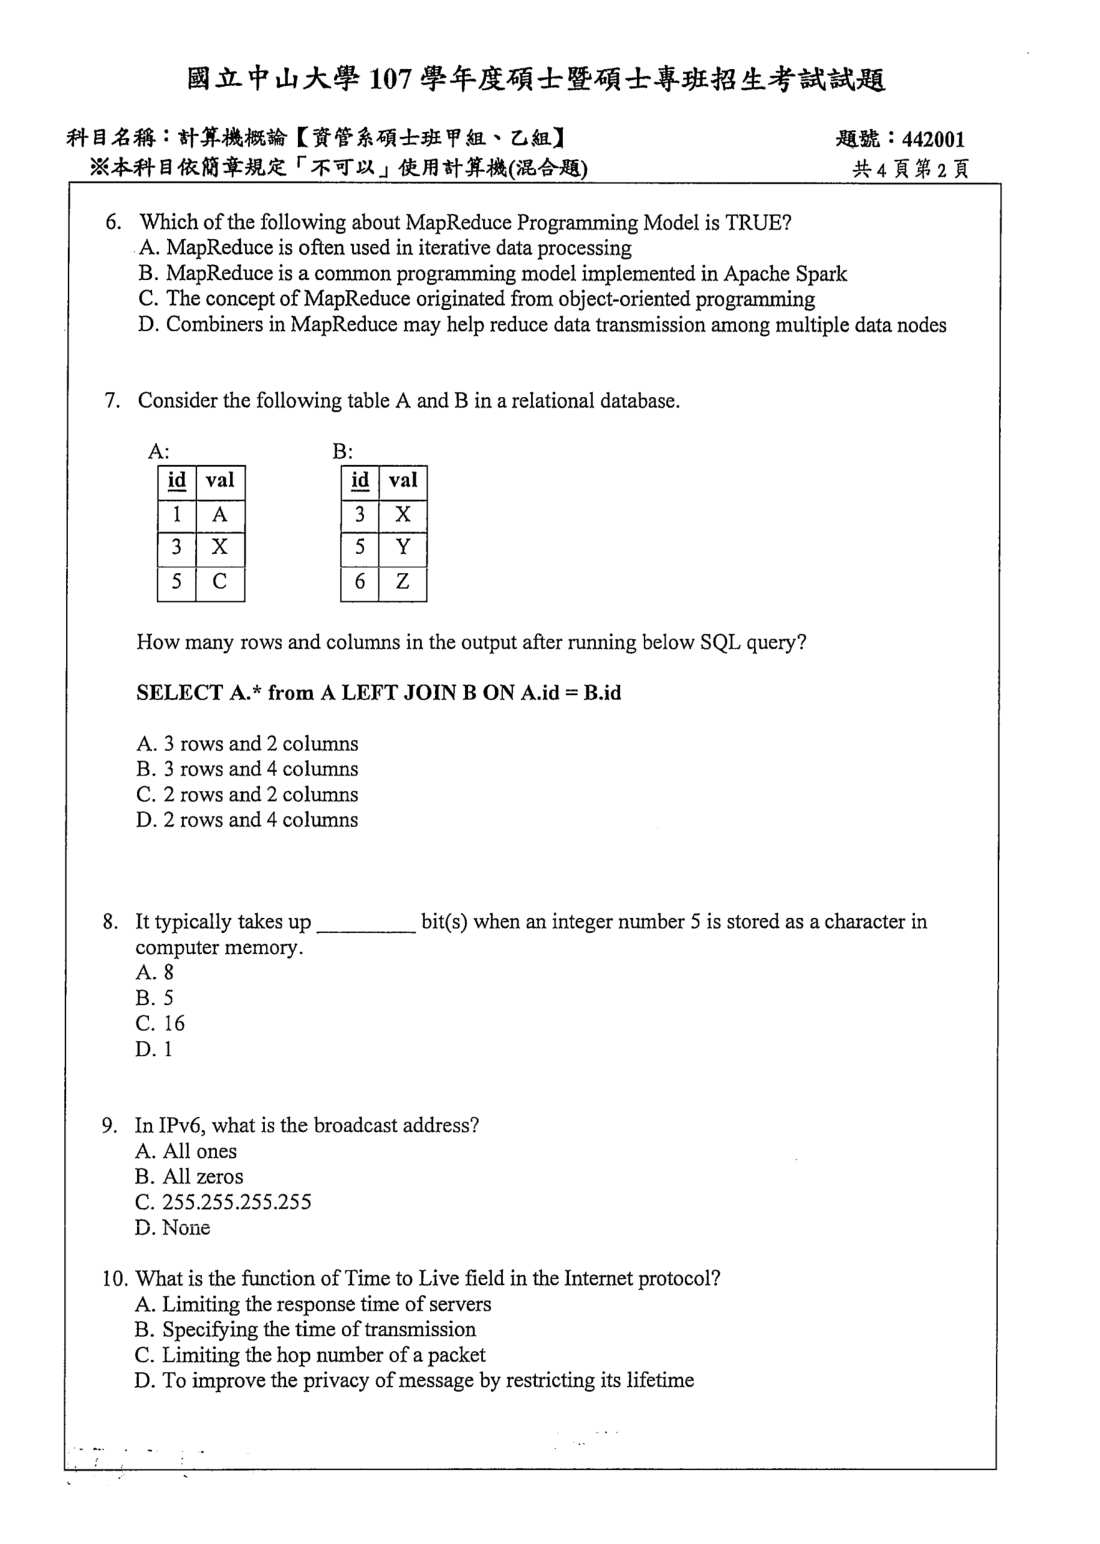 國立中山大學 107 學年度碩士暨碩士專班招生考試試題
科目名稱：計算機概論【資管系碩士班甲組、乙組】 題號：442001
※本科目依簡章規定「不可以」使用計算機(混合題) 共 4 頁第 2 頁
6. Which of the following about MapReduce Programming Model is TRUE?
A. MapReduce is often used in iterative data processing
B. MapReduce is a common programming model implemented in Apache Spark
C. The concept of MapReduce originated from object-oriented programming
D. Combiners in MapReduce may help reduce data transmission among multiple data nodes
7. Consider the following table A and B in a relational database.
A: B:
id val id val
1 A 3 X
3 X 5 Y
5 C 6 Z
How many rows and columns in the output after running below SQL query?
SELECT A.* from A LEFT JOIN B ON A.id = B.id
A. 3 rows and 2 columns
B. 3 rows and 4 columns
C. 2 rows and 2 columns
D. 2 rows and 4 columns
8. It typically takes up _________ bit(s) when an integer number 5 is stored as a character in
computer memory.
A. 8
B. 5
C. 16
D. 1
9. In IPv6, what is the broadcast address?
A. All ones
B. All zeros
C. 255.255.255.255
D. None
10. What is the function of Time to Live field in the Internet protocol?
A. Limiting the response time of servers
B. Specifying the time of transmission
C. Limiting the hop number of a packet
D. To improve the privacy of message by restricting its lifetime